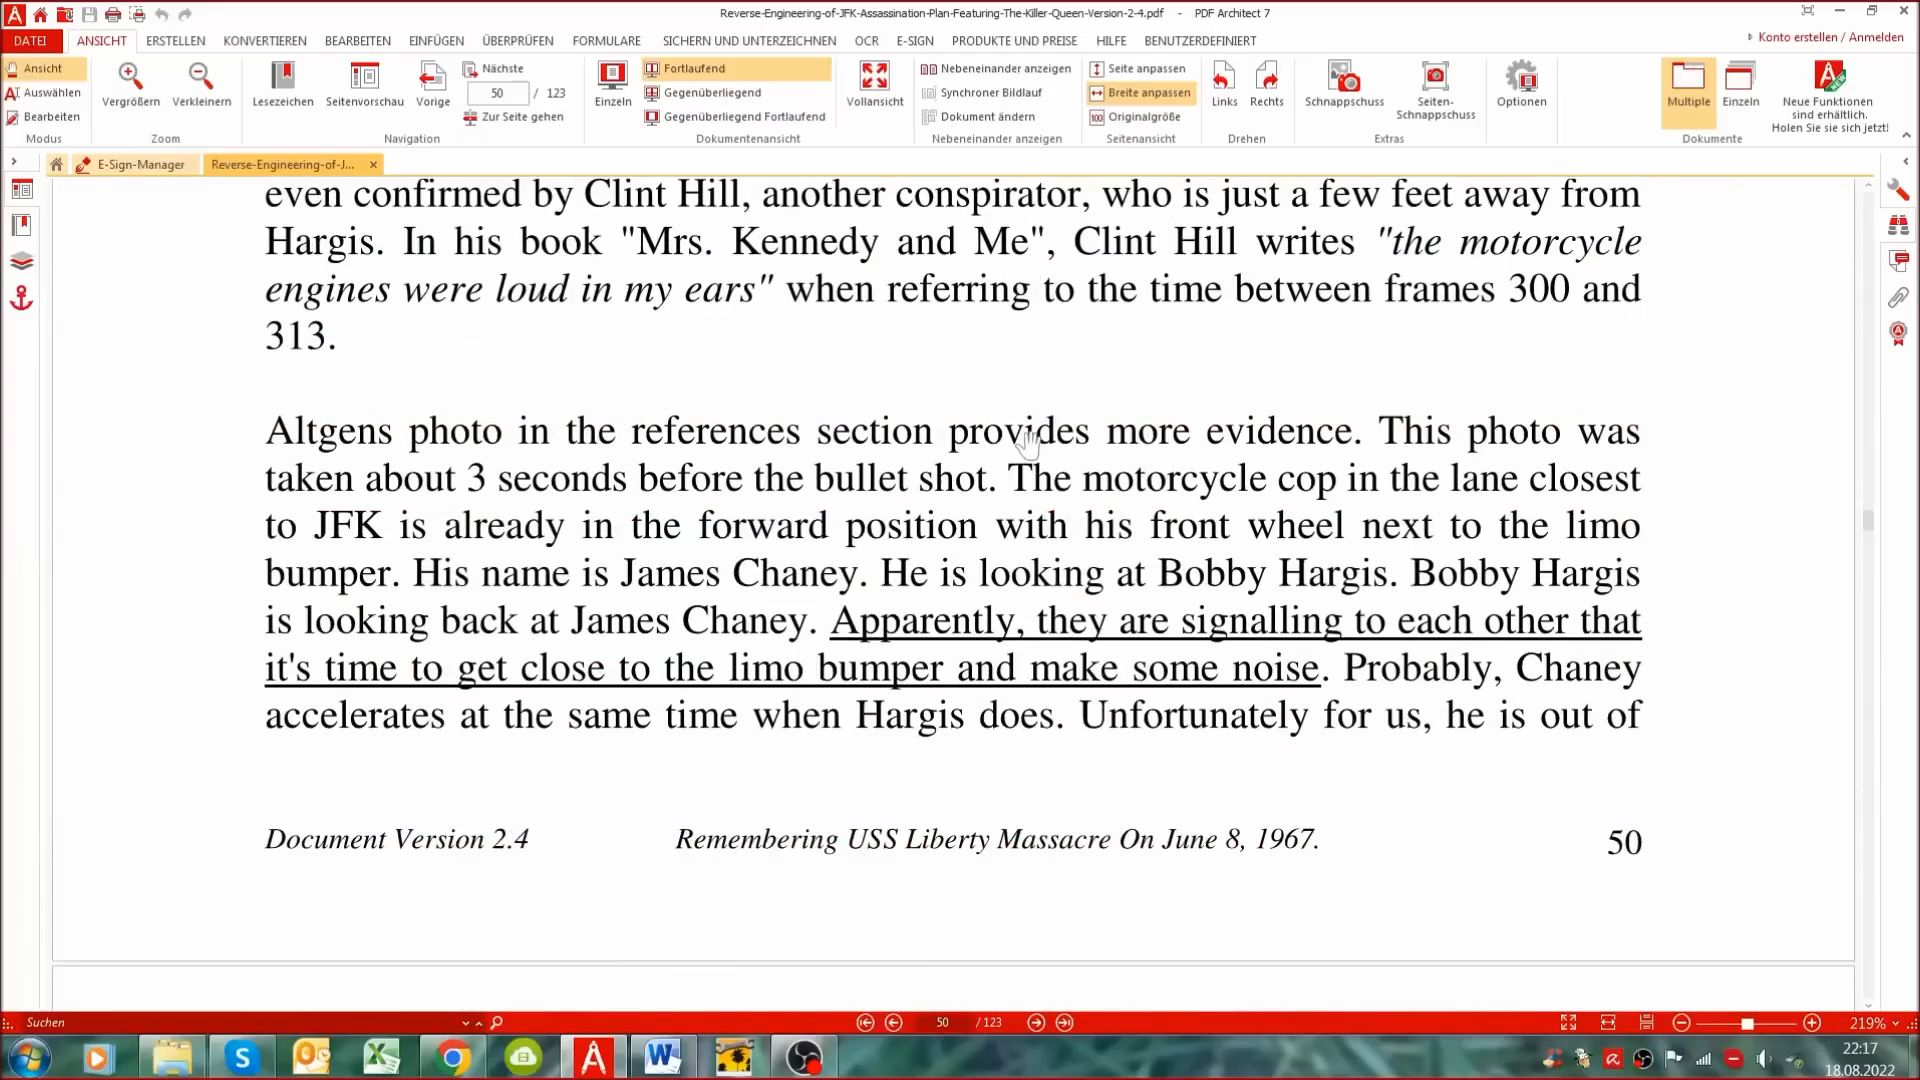 Reverse-Engineering-of-JFK-Assassination-Plan-Featuring-The-Killer-Queen-Version-2-4.pdf - PDF Architect 7
DATEI ANSICHT ERSTELLEN KONVERTIEREN BEARBEITEN EINFÜGEN ÜBERPRÜFEN FORMULARE SICHERN UND UNTERZEICHNEN OCR E-SIGN PRODUKTE UND PREISE HILFE BENUTZERDEFINIERT Konto erstellen / Anmelden
Ansicht
Auswählen
Bearbeiten
Modus
Vergrößern Verkleinern
Zoom
Lesezeichen Seitenvorschau Vorige
Nächste
50 / 123
Zur Seite gehen
Navigation
Einzeln
Fortlaufend
Gegenüberliegend
Gegenüberliegend Fortlaufend
Dokumentenansicht
Vollansicht
Nebeneinander anzeigen
Synchroner Bildlauf
Dokument ändern
Nebeneinander anzeigen
Seite anpassen
Breite anpassen
100 Originalgröße
Seitenansicht
Links Rechts
Drehen
Schnappschuss
Seiten-
Schnappschuss
Extras
Optionen
Multiple Einzeln
Neue Funktionen
sind erhältlich.
Holen Sie sie sich jetzt!
Dokumente
E-Sign-Manager Reverse-Engineering-of-J...
even confirmed by Clint Hill, another conspirator, who is just a few feet away from
Hargis. In his book "Mrs. Kennedy and Me", Clint Hill writes "the motorcycle
engines were loud in my ears" when referring to the time between frames 300 and
313.
Altgens photo in the references section provides more evidence. This photo was
taken about 3 seconds before the bullet shot. The motorcycle cop in the lane closest
to JFK is already in the forward position with his front wheel next to the limo
bumper. His name is James Chaney. He is looking at Bobby Hargis. Bobby Hargis
is looking back at James Chaney. Apparently, they are signalling to each other that
it's time to get close to the limo bumper and make some noise. Probably, Chaney
accelerates at the same time when Hargis does. Unfortunately for us, he is out of
Document Version 2.4 Remembering USS Liberty Massacre On June 8, 1967. 50
Suchen 50 / 123 219%
22:17
18.08.2022